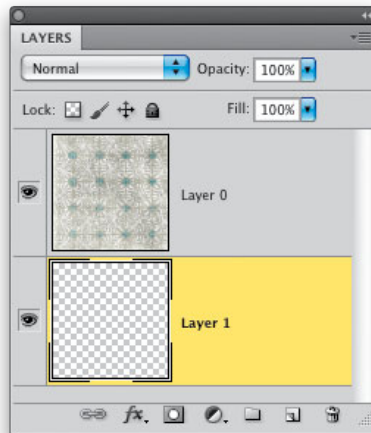 LAYERS
Normal Opacity: 100%
Lock: Fill: 100%
Layer 0
Layer 1
fx.